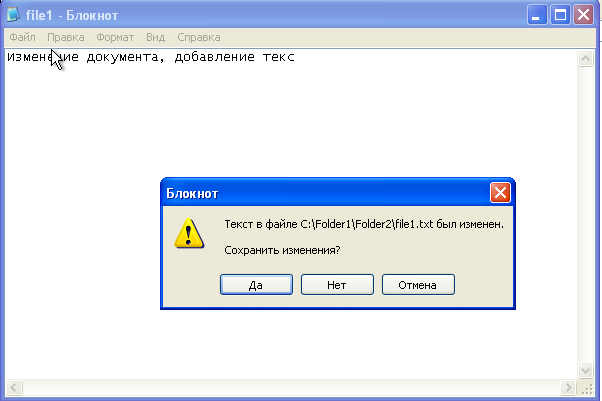 file1 - Блокнот
Файл Правка Формат Вид Справка
Изменение документа, добавление текс
Блокнот
Текст в файле C:\Folder1\Folder2\file1.txt был изменен.
Сохранить изменения?
Да Нет Отмена